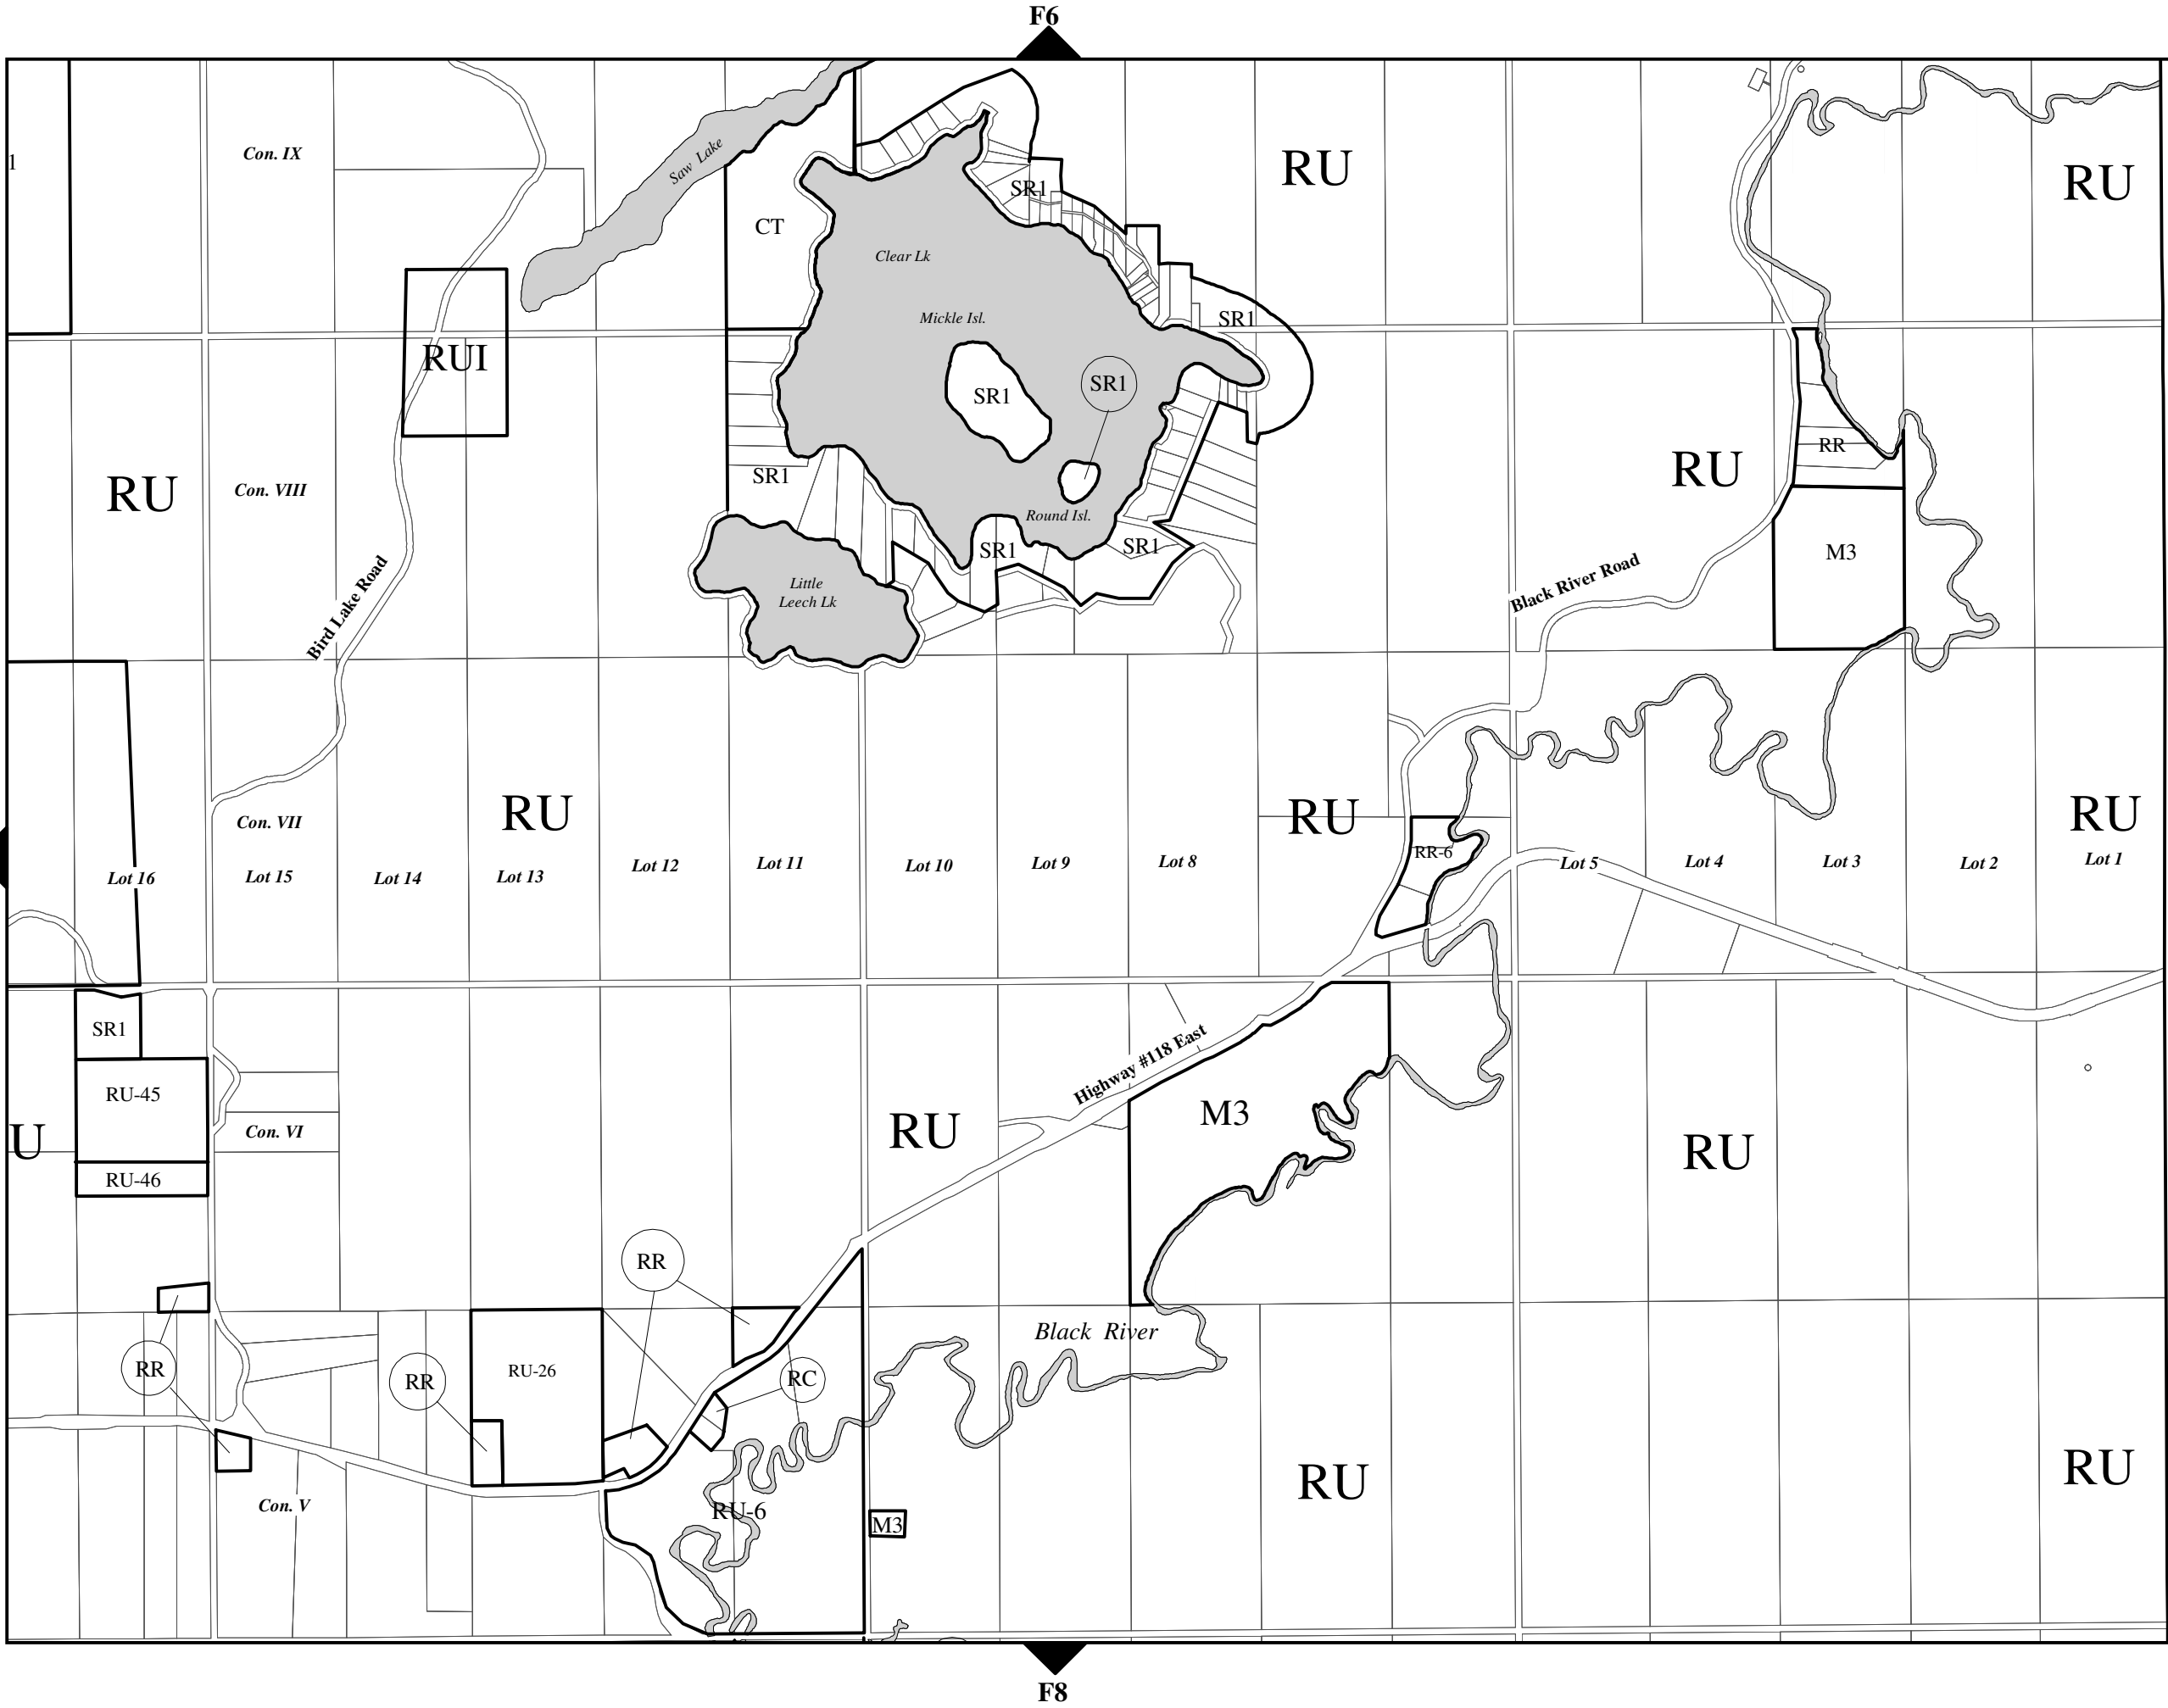 F6
1
Con. IX
Saw Lake
SR1
RU
RU
CT
Clear Lk
Mickle Isl.
SR1
RUI
SR1
SR1
RR
RU
RU
Con. VIII
SR1
Round Isl.
SR1
SR1
M3
Little
Leech Lk
Bird Lake Road
Black River Road
RU
RU
RU
Con. VII
RR-6
Lot 16
Lot 15
Lot 14
Lot 13
Lot 12
Lot 11
Lot 10
Lot 9
Lot 8
Lot 5
Lot 4
Lot 3
Lot 2
Lot 1
SR1
Highway #118 East
RU-45
M3
U
Con. VI
RU
RU
RU-46
RR
Black River
RR
RR
RU-26
RC
RU
RU
Con. V
RU-6
M3
F8